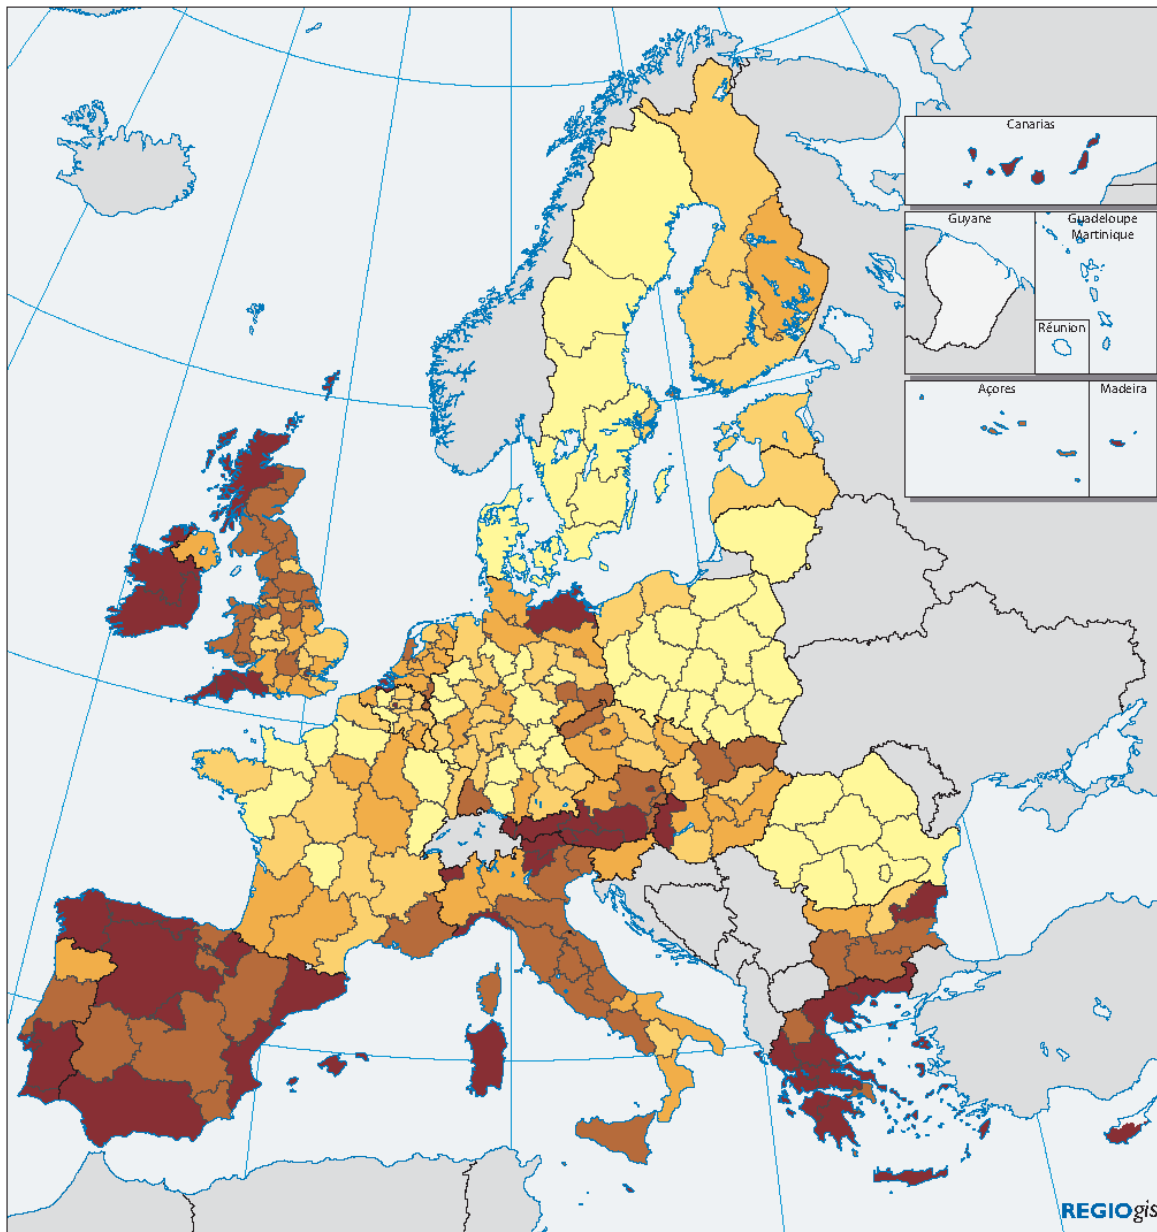 Canarias
Guyane
Guadeloupe
Martinique
Réunion
Açores
Madeira
REGIOgis